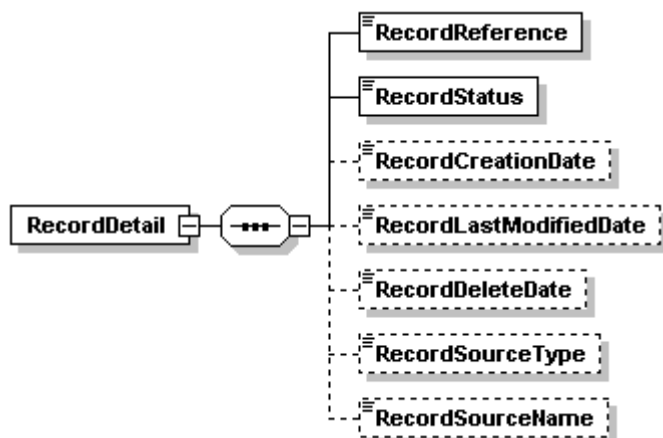 RecordReference
RecordStatus
RecordCreationDate
RecordDetail
RecordLastModifiedDate
RecordDeleteDate
RecordSourceType
RecordSourceName